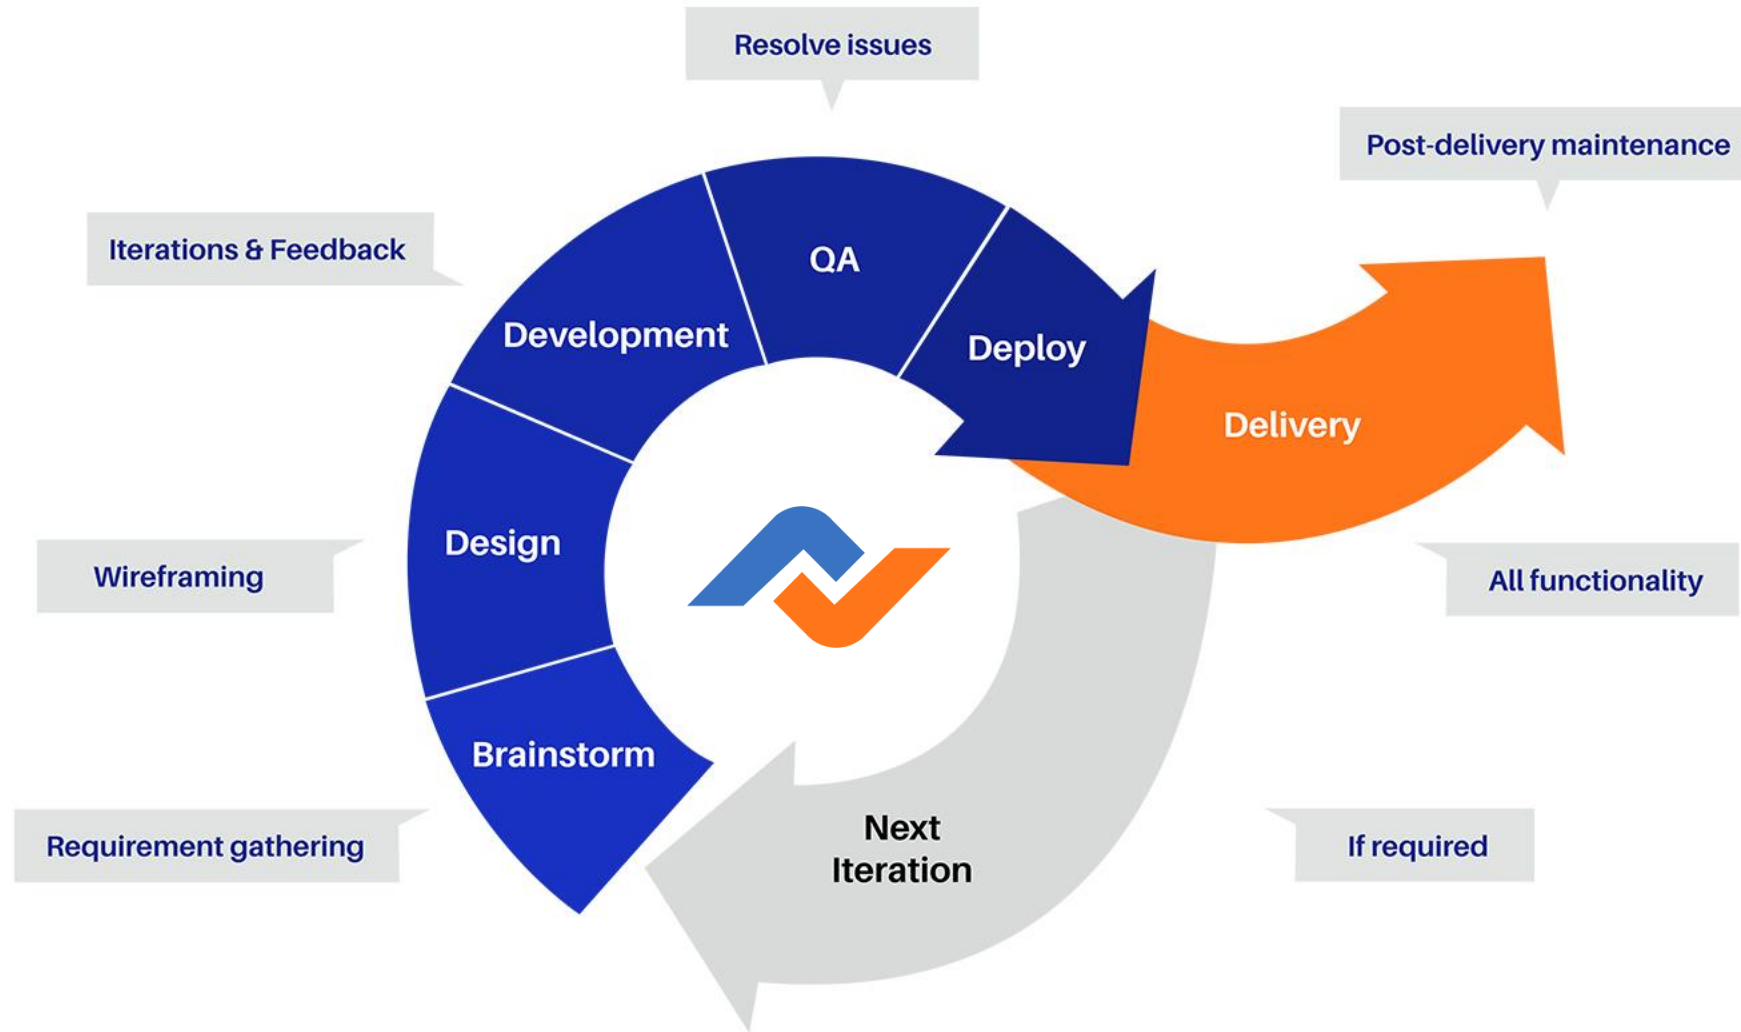 Resolve issues
Post-delivery maintenance
Iterations & Feedback
QA
Development
Deploy
Delivery
Design
Wireframing
All functionality
Brainstorm
Next
Iteration
Requirement gathering
If required